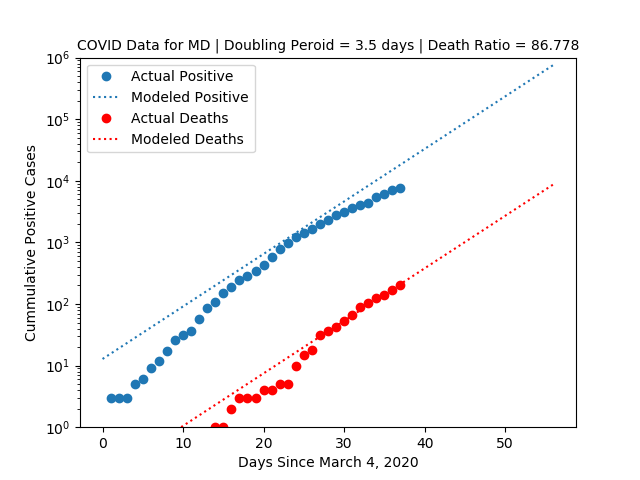 COVID Data for MD | Doubling Peroid = 3.5 days | Death Ratio = 86.778
10^6
10^5
10^4
10^3
10^2
10^1
10^0
Cummulative Positive Cases
Actual Positive
Modeled Positive
Actual Deaths
Modeled Deaths
0 10 20 30 40 50
Days Since March 4, 2020